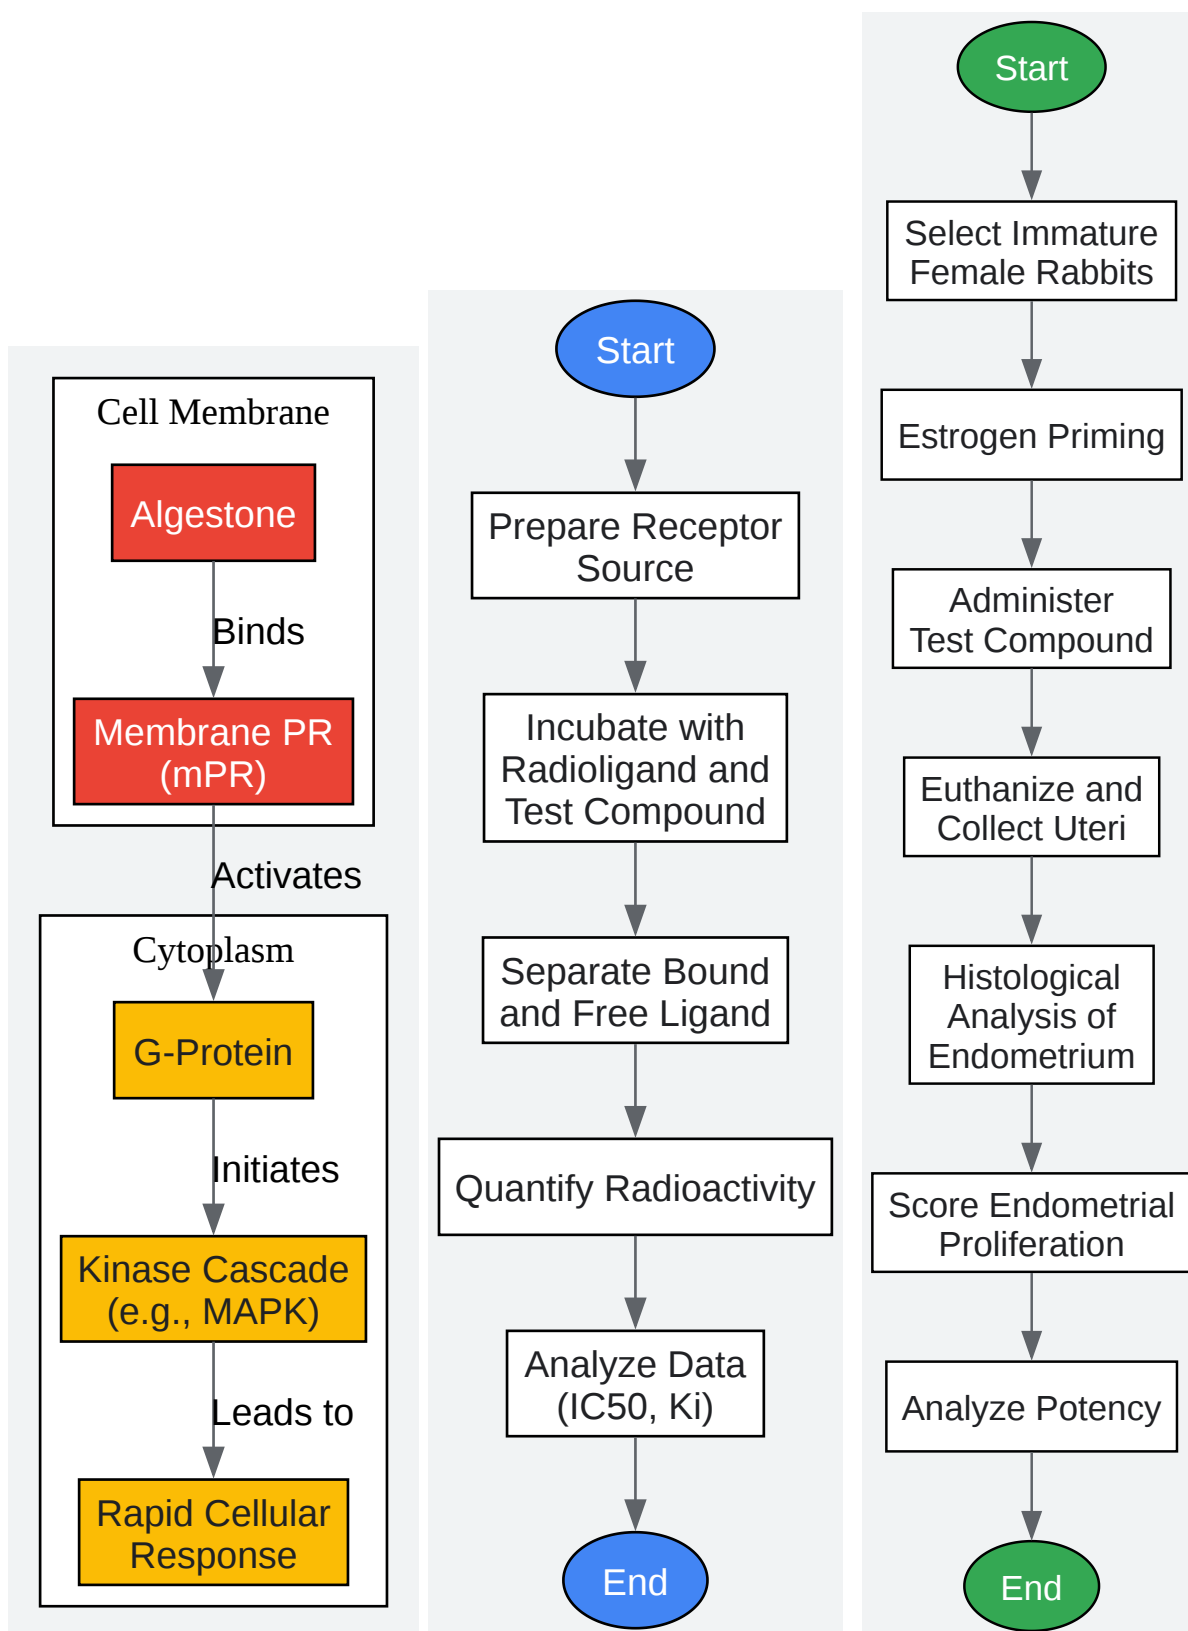 Cell Membrane
Algestone
Binds
Membrane PR
(mPR)
Activates
Cytoplasm
G-Protein
Initiates
Kinase Cascade
(e.g., MAPK)
Leads to
Rapid Cellular
Response
Start
Prepare Receptor
Source
Incubate with
Radioligand and
Test Compound
Separate Bound
and Free Ligand
Quantify Radioactivity
Analyze Data
(IC50, Ki)
End
Start
Select Immature
Female Rabbits
Estrogen Priming
Administer
Test Compound
Euthanize and
Collect Uteri
Histological
Analysis of
Endometrium
Score Endometrial
Proliferation
Analyze Potency
End